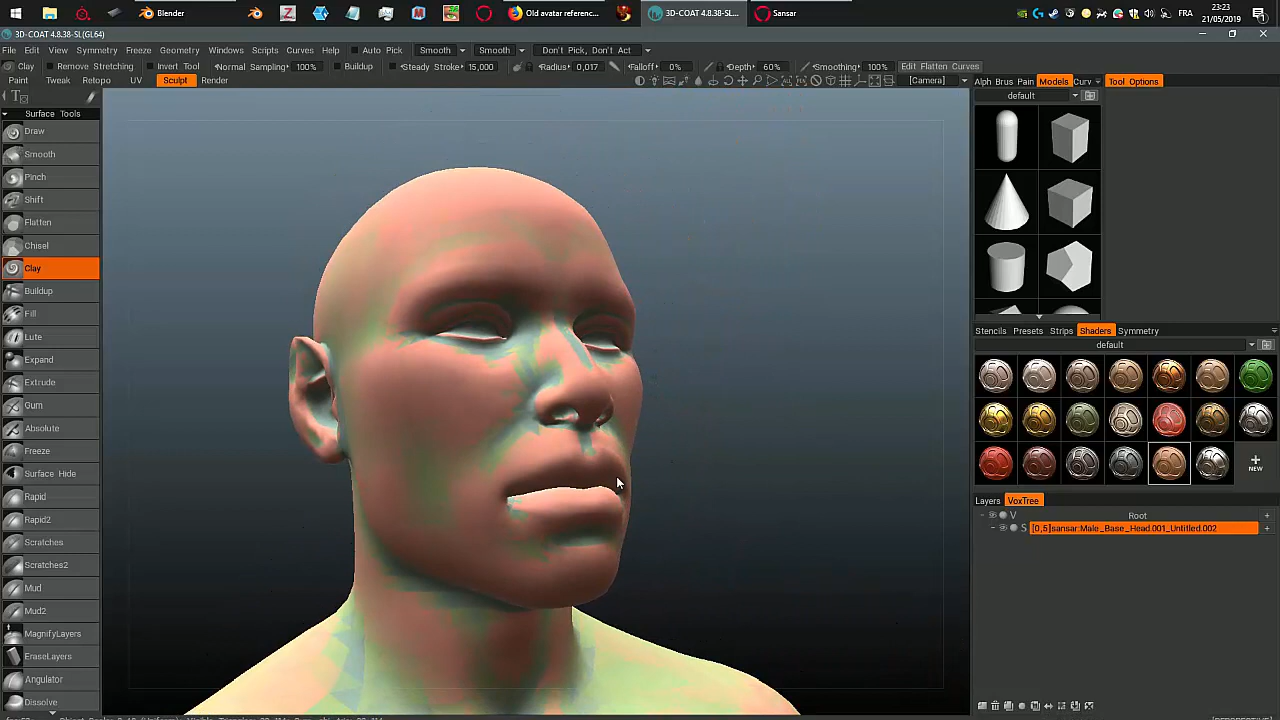 Blender
Old avatar referenc...
3D-COAT 4.8.38-SL...
Sansar
FRA
23:23
21/05/2019
3D-COAT 4.8.38-SL(GL64)
File Edit View Symmetry Freeze Geometry Windows Scripts Curves Help Auto Pick Smooth Smooth Don't Pick, Don't Act
Clay Remove Stretching Invert Tool Normal Sampling 100% Buildup Steady Stroke 15,000 Radius 0,017 Falloff 0% Depth 60% Smoothing 100% Edit Flatten Curves
Paint Tweak Retopo UV Sculpt Render [Camera]
Alph Brus Pain Models Curv Tool Options
default
Surface Tools
Draw
Smooth
Pinch
Shift
Flatten
Chisel
Clay
Buildup
Fill
Lute
Expand
Extrude
Gum
Absolute
Freeze
Surface Hide
Rapid
Rapid2
Scratches
Scratches2
Mud
Mud2
MagnifyLayers
EraseLayers
Angulator
Dissolve
Stencils Presets Strips Shaders Symmetry
default
+
NEW
Layers VoxTree
V Root +
S [0,5]sansar:Male_Base_Head.001_Untitled.002 +